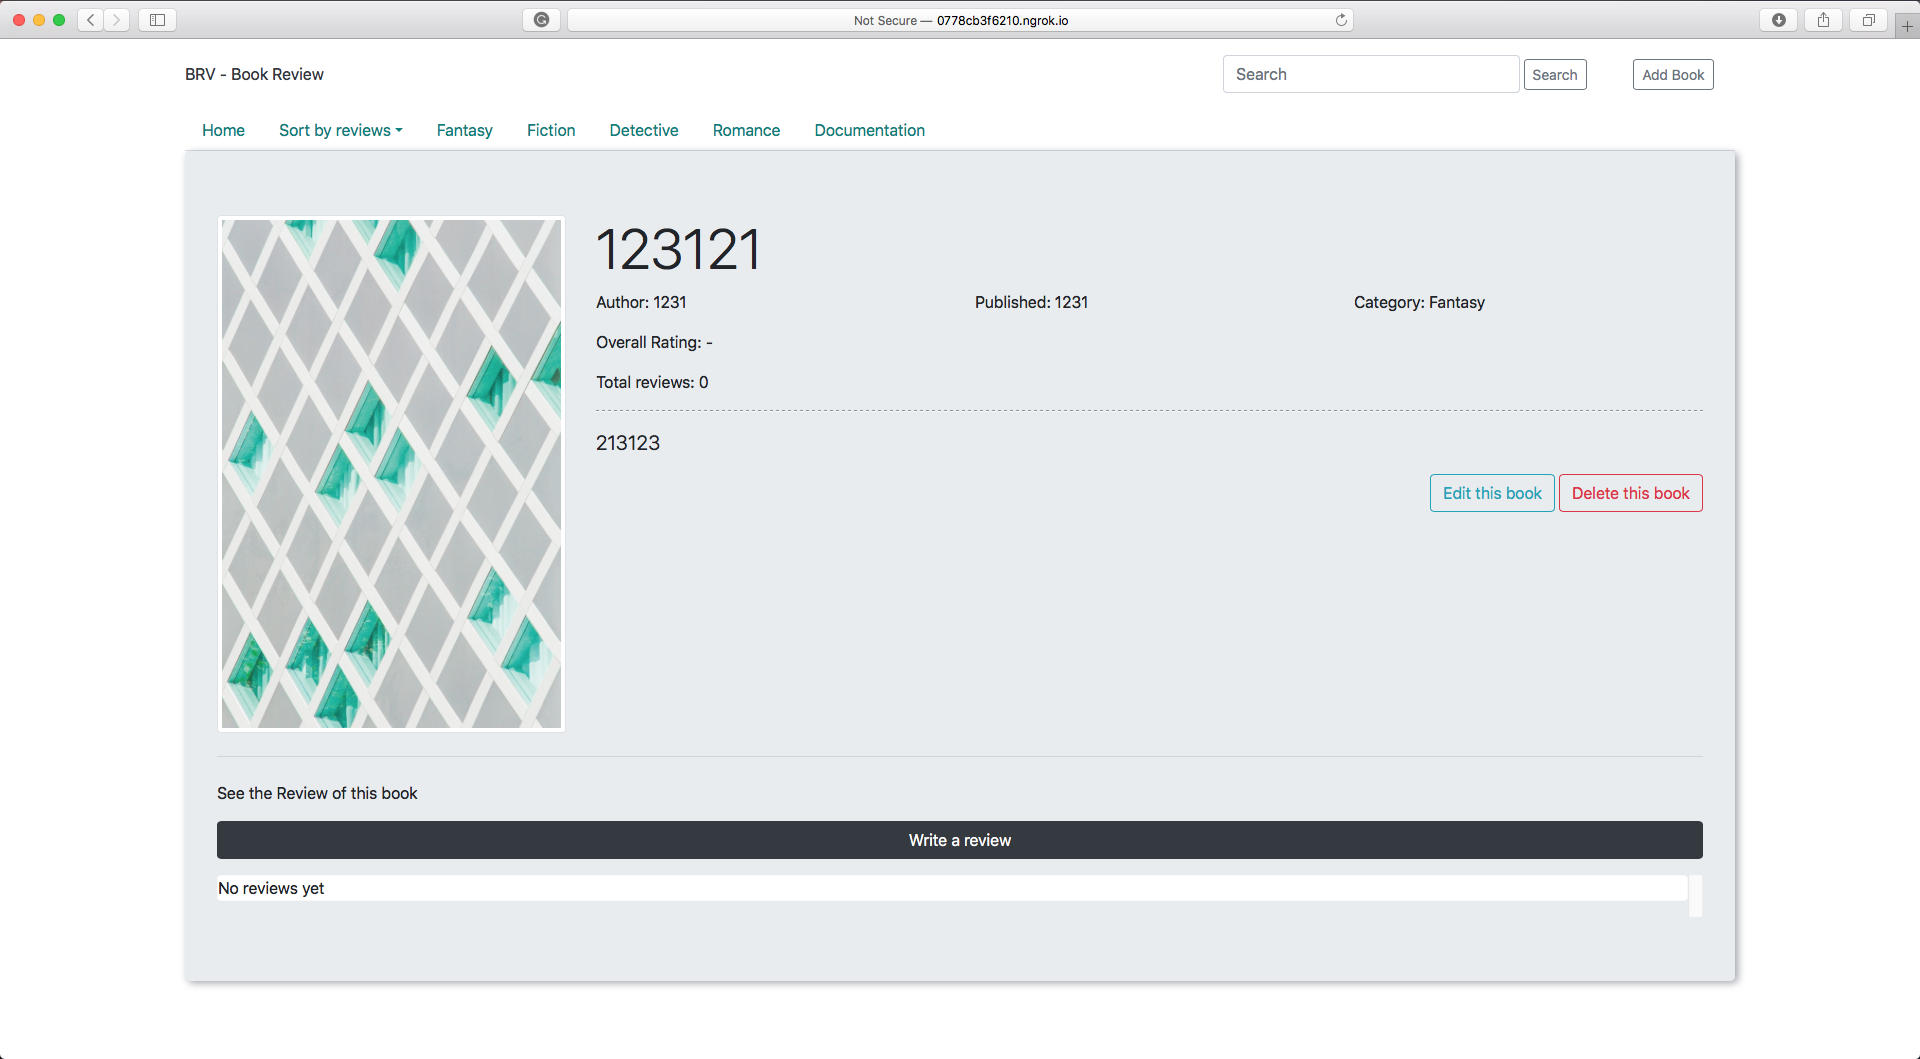 Not Secure — 0778cb3f6210.ngrok.io
BRV - Book Review
Search
Search
Add Book
Home
Sort by reviews
Fantasy
Fiction
Detective
Romance
Documentation
123121
Author: 1231
Published: 1231
Category: Fantasy
Overall Rating: -
Total reviews: 0
213123
Edit this book
Delete this book
See the Review of this book
Write a review
No reviews yet